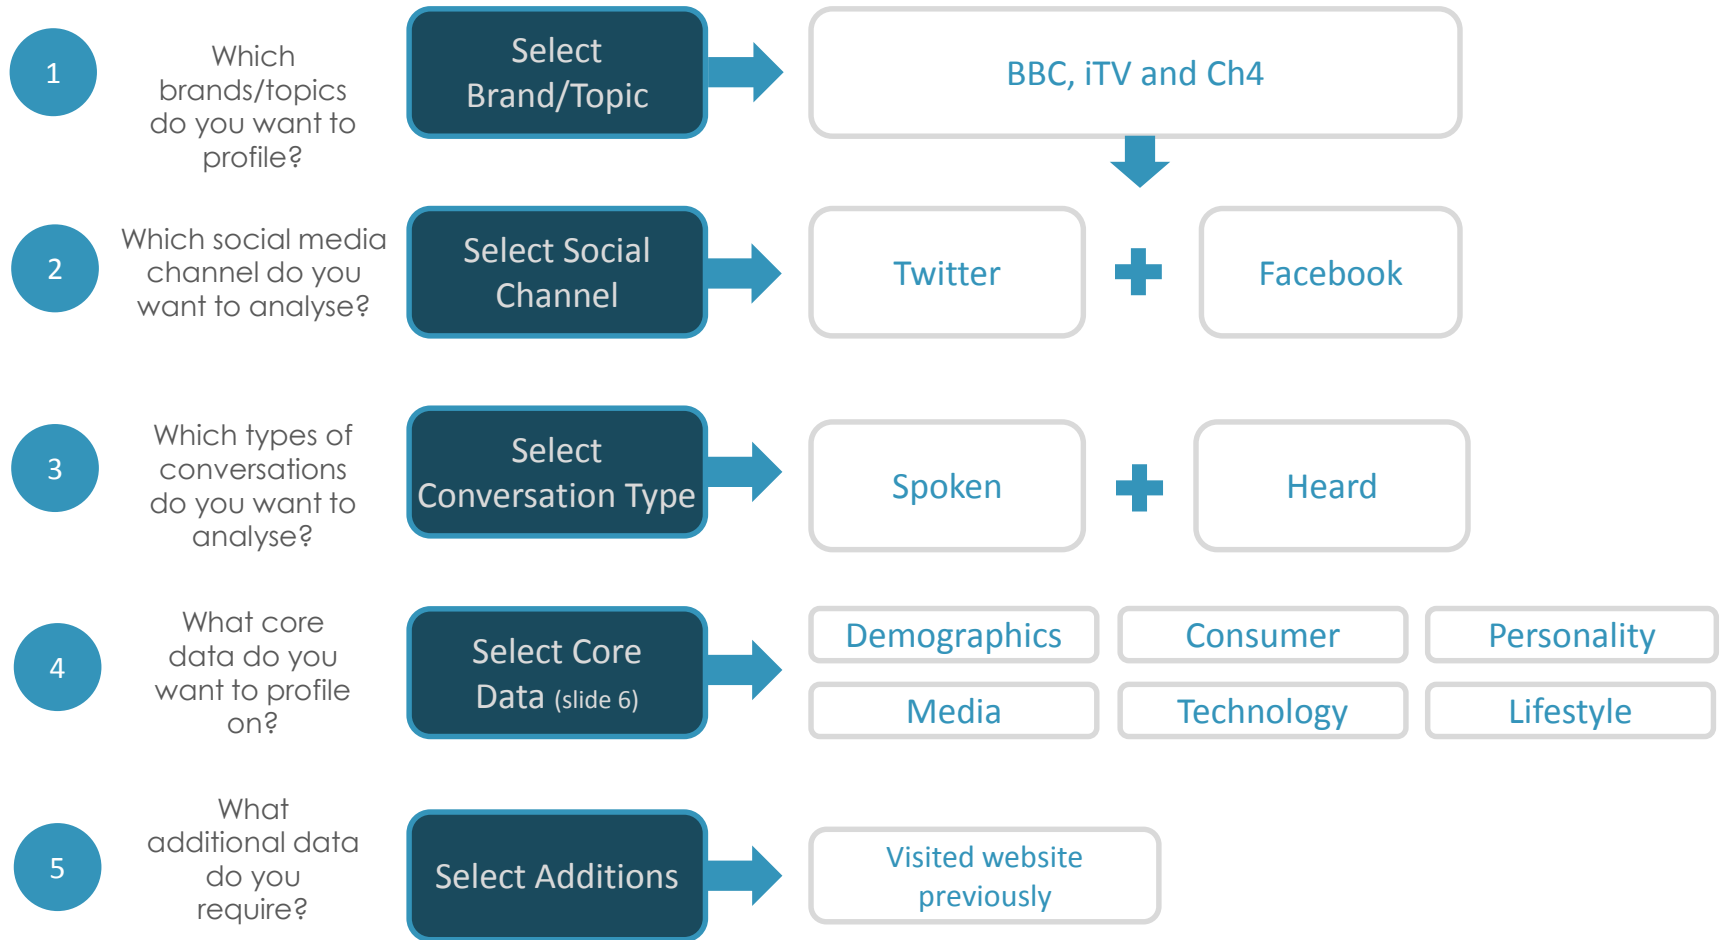 1
Which
brands/topics
do you want to
profile?
Select
Brand/Topic
BBC, iTV and Ch4
2
Which social media
channel do you
want to analyse?
Select Social
Channel
Twitter
Facebook
3
Which types of
conversations
do you want to
analyse?
Select
Conversation Type
Spoken
Heard
4
What core
data do you
want to profile
on?
Select Core
Data (slide 6)
Demographics
Consumer
Personality
Media
Technology
Lifestyle
5
What
additional data
do you
require?
Select Additions
Visited website
previously